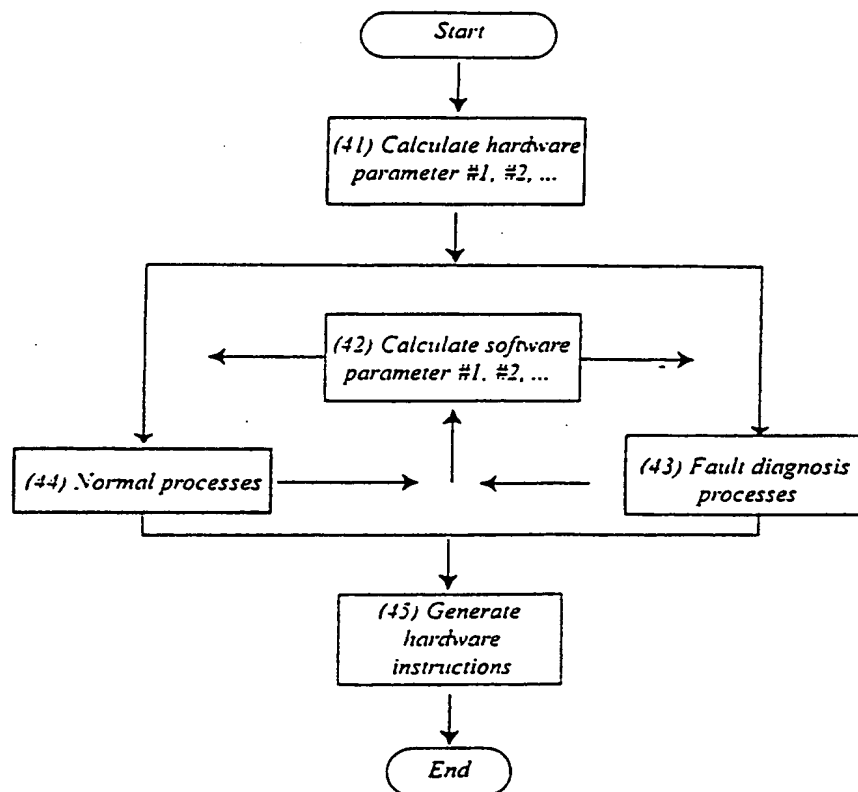 Start
(41) Calculate hardware
parameter #1, #2, ...
(42) Calculate software
parameter #1, #2, ...
(44) Normal processes
(43) Fault diagnosis
processes
(45) Generate
hardware
instructions
End